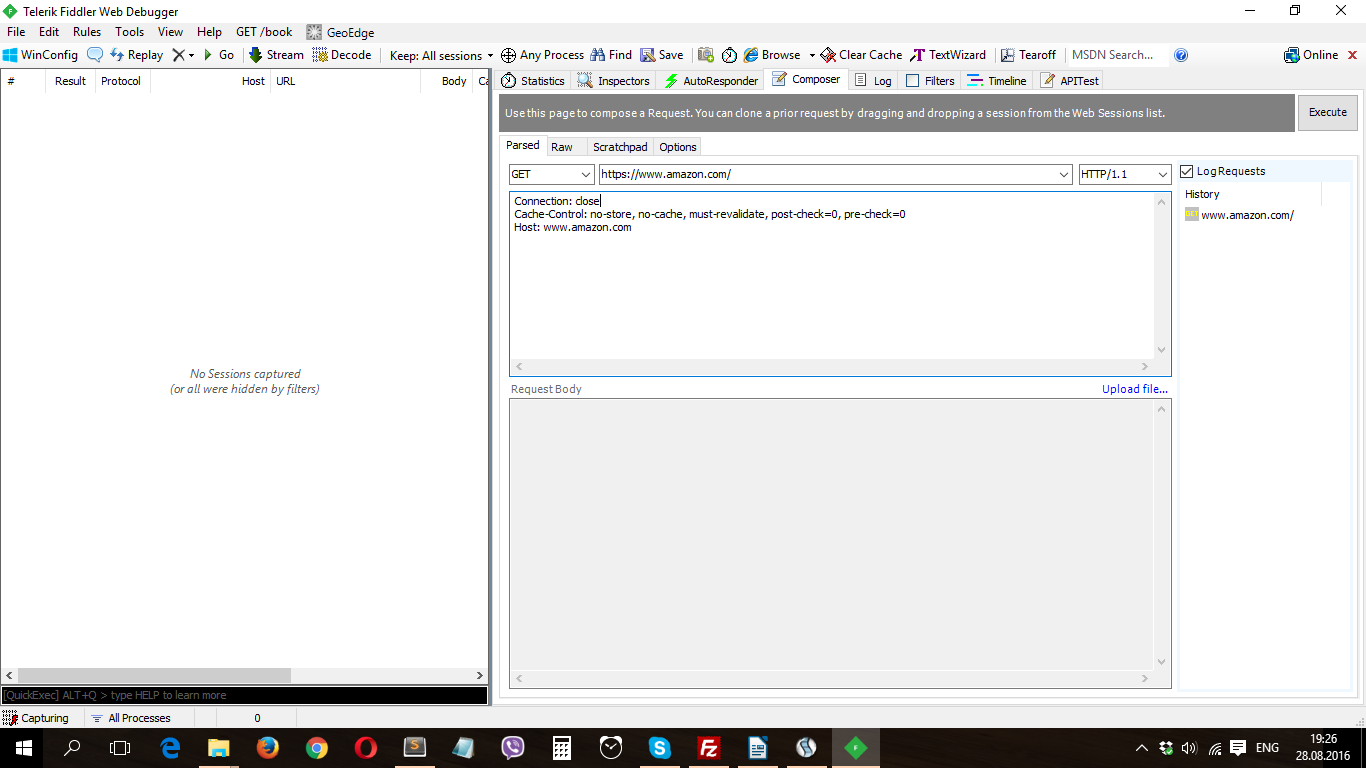 Telerik Fiddler Web Debugger
File Edit Rules Tools View Help GET /book GeoEdge
WinConfig Replay Go Stream Decode Keep: All sessions Any Process Find Save Browse Clear Cache TextWizard Tearoff MSDN Search... Online
# Result Protocol Host URL Body Ca
Statistics Inspectors AutoResponder Composer Log Filters Timeline APITest
Use this page to compose a Request. You can clone a prior request by dragging and dropping a session from the Web Sessions list.
Execute
Parsed Raw Scratchpad Options
GET https://www.amazon.com/ HTTP/1.1
Log Requests
History
www.amazon.com/
Connection: close
Cache-Control: no-store, no-cache, must-revalidate, post-check=0, pre-check=0
Host: www.amazon.com
No Sessions captured
(or all were hidden by filters)
Request Body Upload file...
[QuickExec] ALT+Q > type HELP to learn more
Capturing All Processes 0
ENG
19:26
28.08.2016